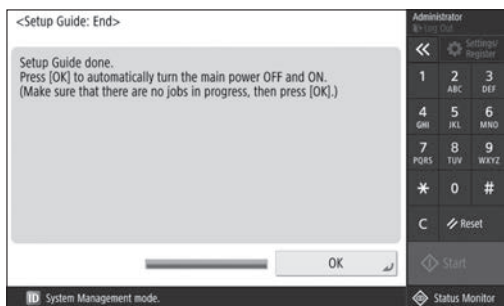 <Setup Guide: End>
Setup Guide done.
Press [OK] to automatically turn the main power OFF and ON.
(Make sure that there are no jobs in progress, then press [OK].)
OK
ID System Management mode.
Administrator
Log Out
Settings/
Register
1 2 3
ABC DEF
4 5 6
GHI JKL MNO
7 8 9
PQRS TUV WXYZ
* 0 #
C Reset
Start
Status Monitor